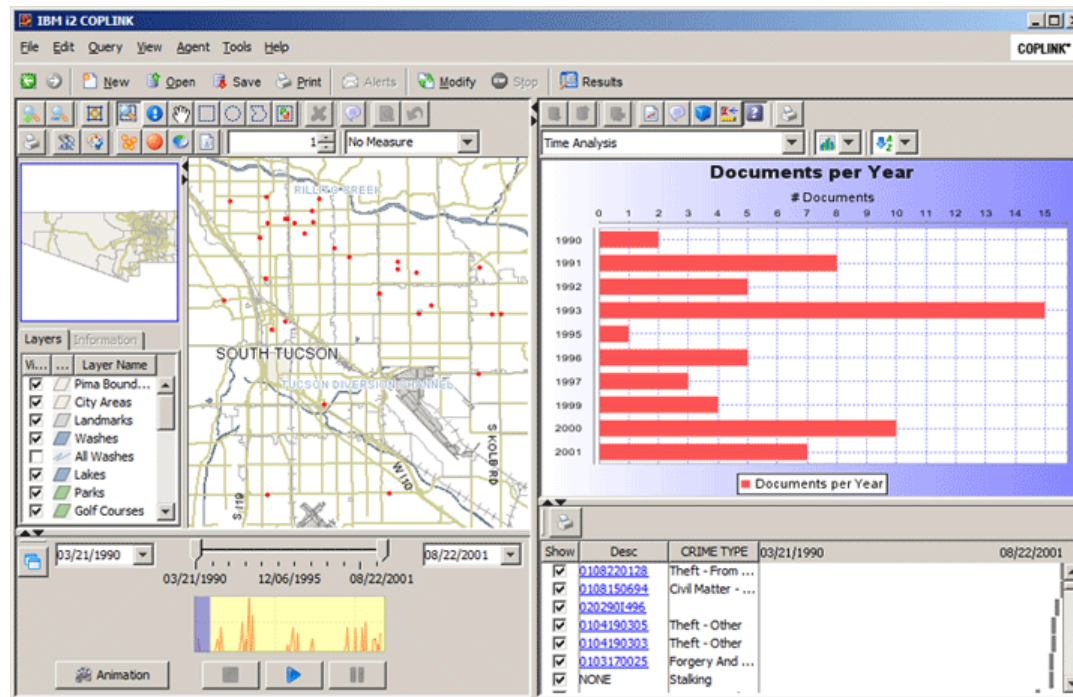 IBM i2 COPLINK
File Edit Query View Agent Tools Help
COPLINK
New Open Save Print Alerts Modify Stop Results
1 No Measure
Time Analysis
RILLITO CREEK
SOUTH TUCSON
TUCSON DIVERSION CHANNEL
S KOLB RD
W I10
S I19
Layers Information
Vi... ... Layer Name
Pima Bound...
City Areas
Landmarks
Washes
All Washes
Lakes
Parks
Golf Courses
Documents per Year
# Documents
0 1 2 3 4 5 6 7 8 9 10 11 12 13 14 15
1990
1991
1992
1993
1995
1996
1997
1999
2000
2001
Documents per Year
03/21/1990 08/22/2001
03/21/1990 12/06/1995 08/22/2001
Animation
Show Desc CRIME TYPE 03/21/1990 08/22/2001
0108220128 Theft - From ...
0108150694 Civil Matter - ...
0104190305 Theft - Other
0104190303 Theft - Other
0103170025 Forgery And ...
NONE Stalking